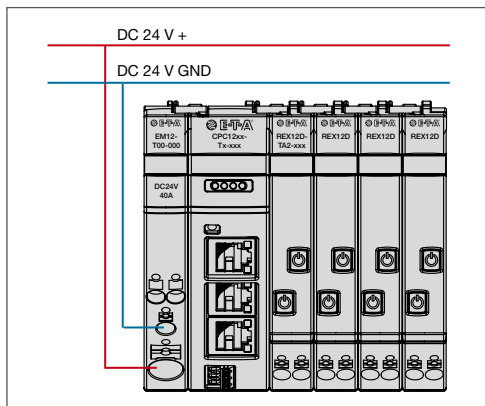 DC 24 V +
DC 24 V GND
E-T-A
EM12-
T00-000
DC24V
40A
E-T-A
CPC12xx-
Tx-xxx
E-T-A
REX12D-
TA2-xxx
E-T-A
REX12D
E-T-A
REX12D
E-T-A
REX12D